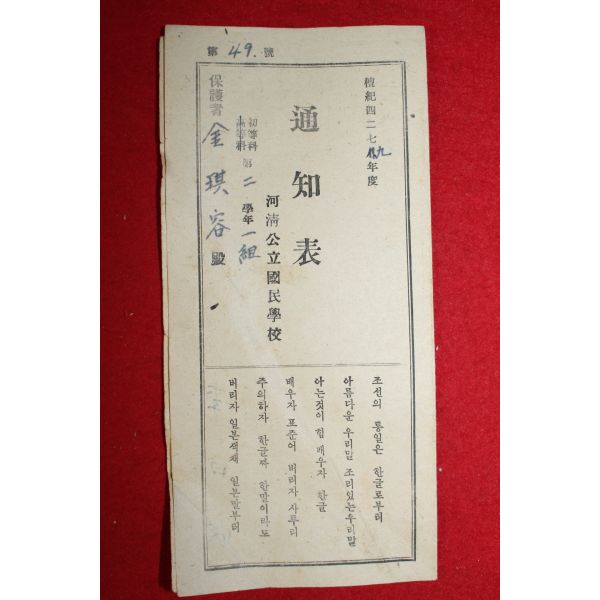 第 49. 號
檀紀四二七九年度
通知表
河淸公立國民學校
初等科
高等科
第二學年一組
保護者 金琪容 殿
조선의 통일은 한글로부터
아름다운 우리말 조리있는우리말
아는것이 힘 배우자 한글
배우자 표준어 버리자 사투리
주의하자 한글짜 한말이라도
버리자 일본색채 일본말부터